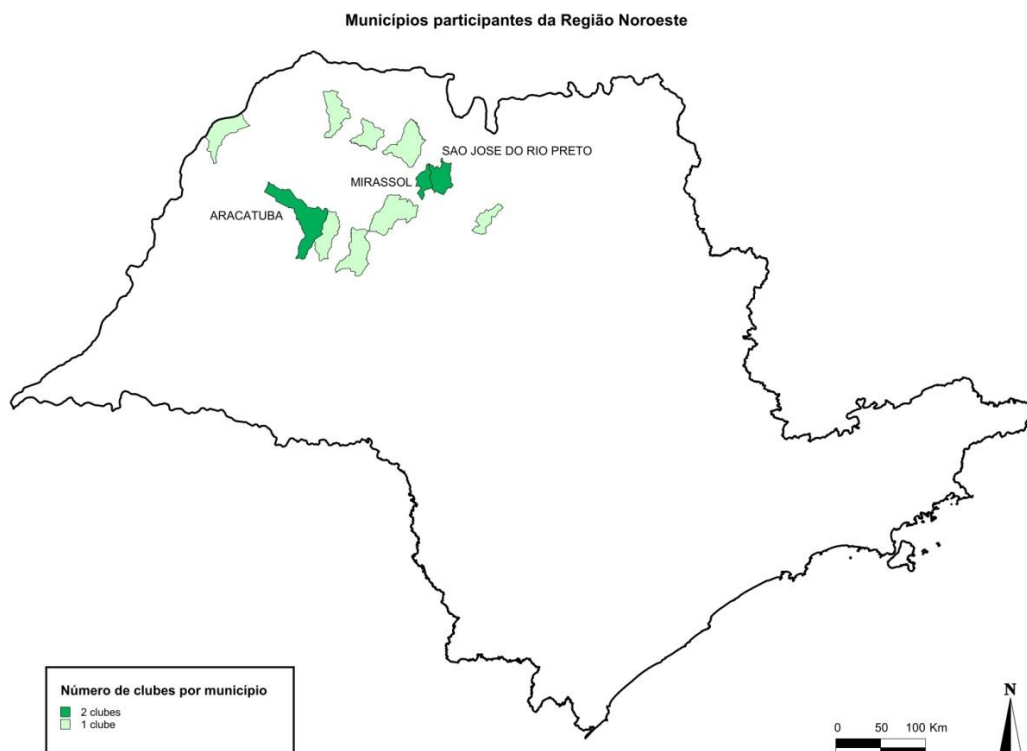 Municípios participantes da Região Noroeste
SAO JOSE DO RIO PRETO
MIRASSOL
ARACATUBA
Número de clubes por município
2 clubes
1 clube
N
0 50 100 Km